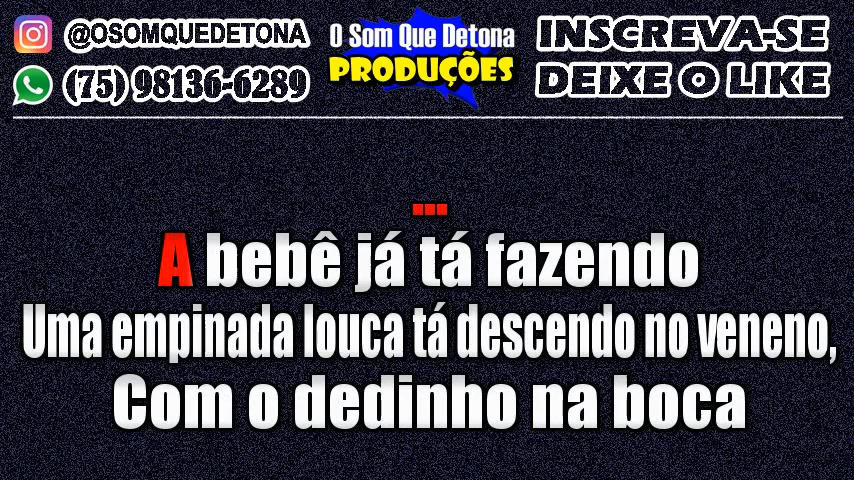 @OSOMQUEDETONA
(75) 98136-6289
O Som Que Detona
PRODUÇÕES
INSCREVA-SE
DEIXE O LIKE
...
A bebê já tá fazendo
Uma empinada louca tá descendo no veneno,
Com o dedinho na boca